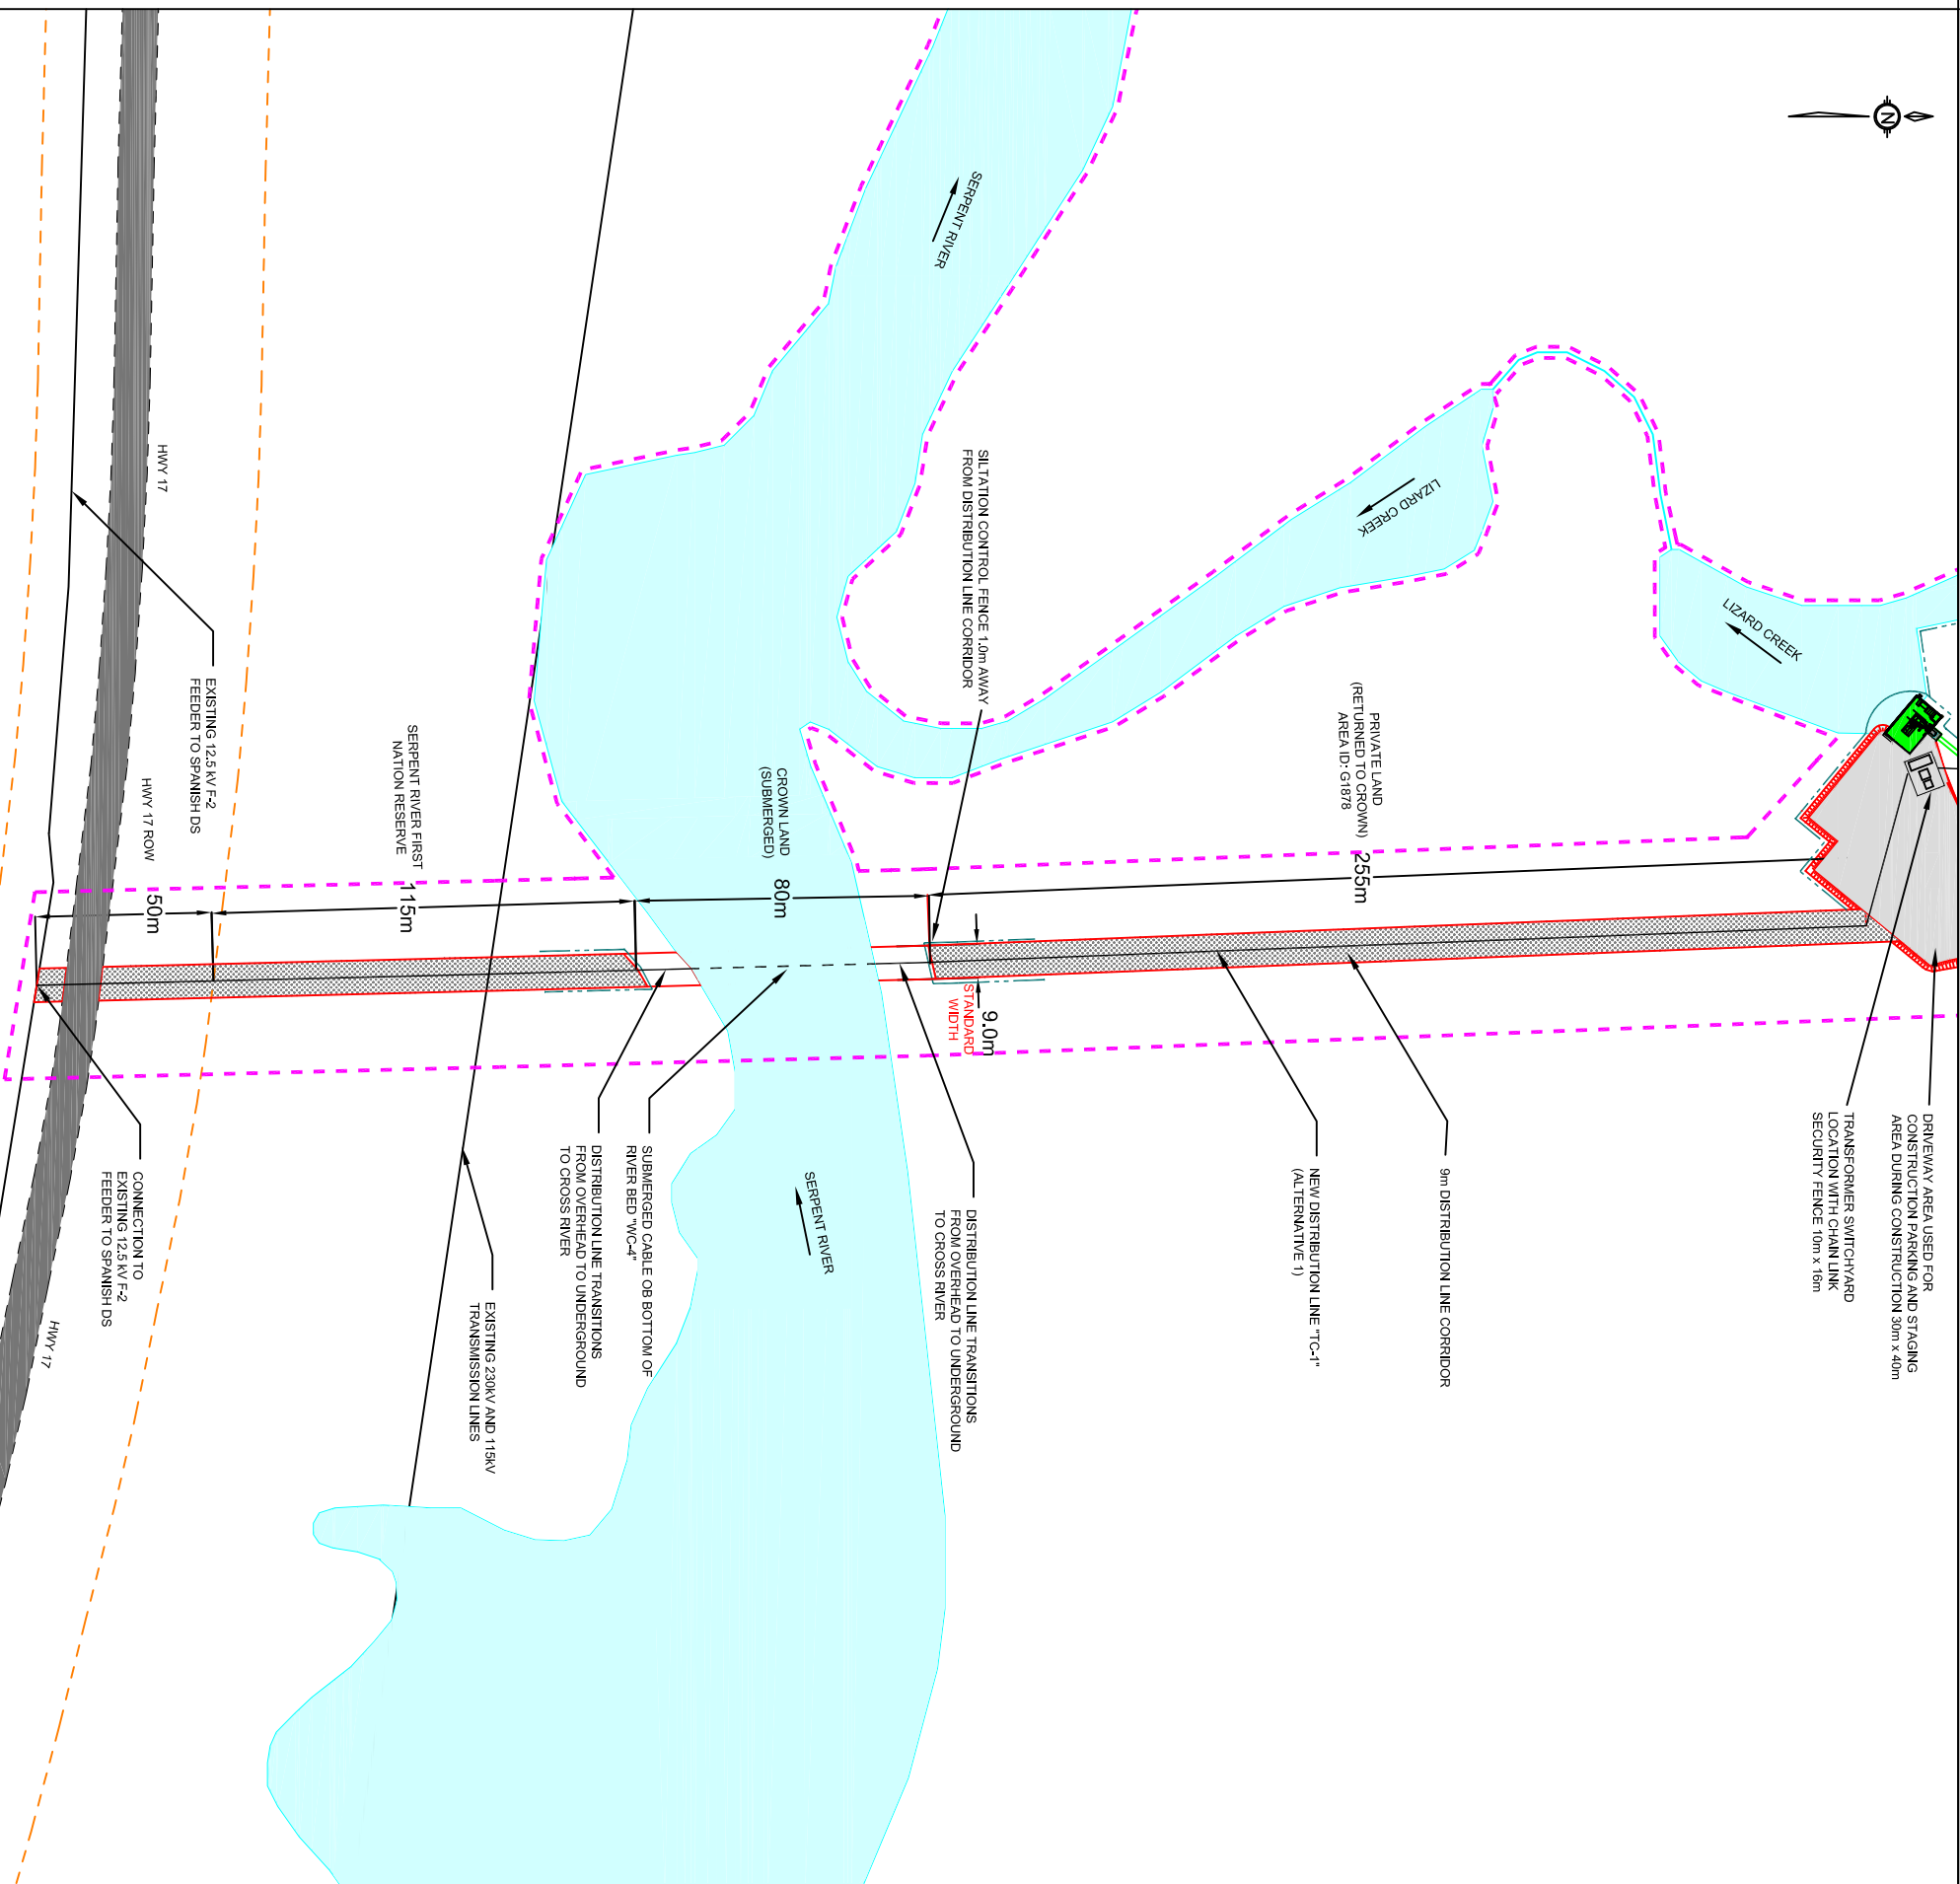 N
SERPENT RIVER
LIZARD CREEK
LIZARD CREEK
DRIVEWAY AREA USED FOR
CONSTRUCTION PARKING AND STAGING
AREA DURING CONSTRUCTION 30m x 40m
TRANSFORMER SWITCHYARD
LOCATION WITH CHAIN LINK
SECURITY FENCE 10m x 16m
PRIVATE LAND
(RETURNED TO CROWN)
AREA ID: G1878
255m
9m DISTRIBUTION LINE CORRIDOR
NEW DISTRIBUTION LINE "TC-1"
(ALTERNATIVE 1)
SILTATION CONTROL FENCE 1.0m AWAY
FROM DISTRIBUTION LINE CORRIDOR
9.0m
STANDARD
WIDTH
DISTRIBUTION LINE TRANSITIONS
FROM OVERHEAD TO UNDERGROUND
TO CROSS RIVER
CROWN LAND
(SUBMERGED)
80m
SERPENT RIVER
SUBMERGED CABLE OB BOTTOM OF
RIVER BED "WC-4"
DISTRIBUTION LINE TRANSITIONS
FROM OVERHEAD TO UNDERGROUND
TO CROSS RIVER
EXISTING 230kV AND 115kV
TRANSMISSION LINES
SERPENT RIVER FIRST
NATION RESERVE
115m
EXISTING 12.5 kV F-2
FEEDER TO SPANISH DS
HWY 17
HWY 17 ROW
50m
CONNECTION TO
EXISTING 12.5 kV F-2
FEEDER TO SPANISH DS
HWY 17